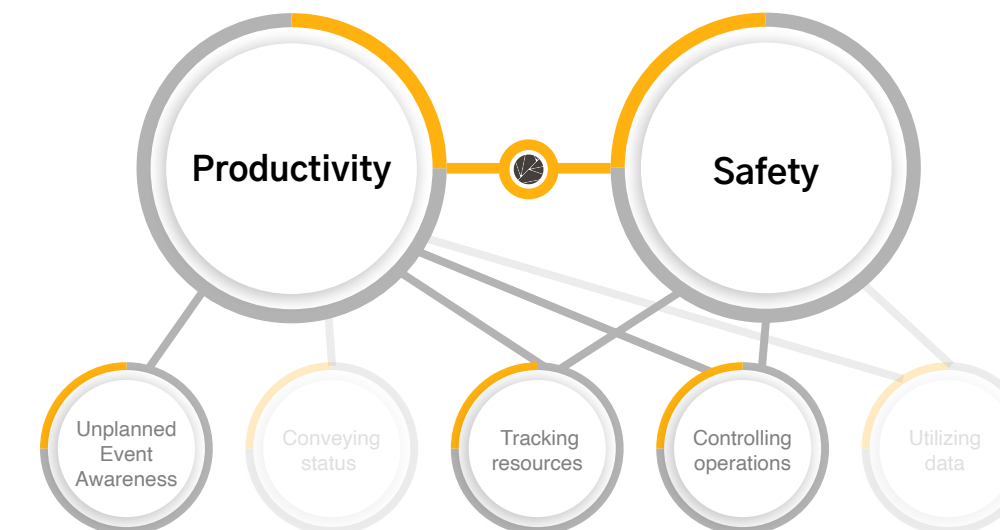 Productivity
Safety
Unplanned
Event
Awareness
Conveying
status
Tracking
resources
Controlling
operations
Utilizing
data